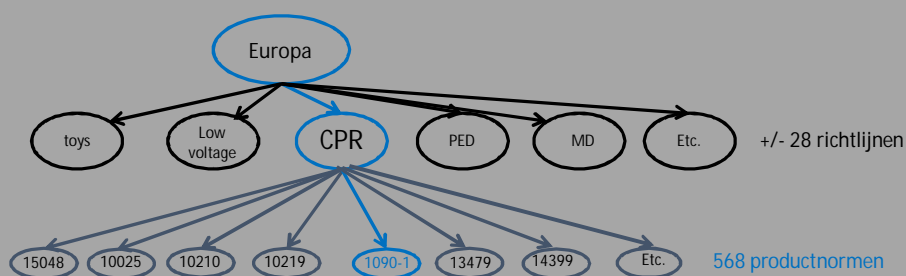 Europa
toys
Low
voltage
CPR
PED
MD
Etc.
+/- 28 richtlijnen
15048
10025
10210
10219
1090-1
13479
14399
Etc.
568 productnormen